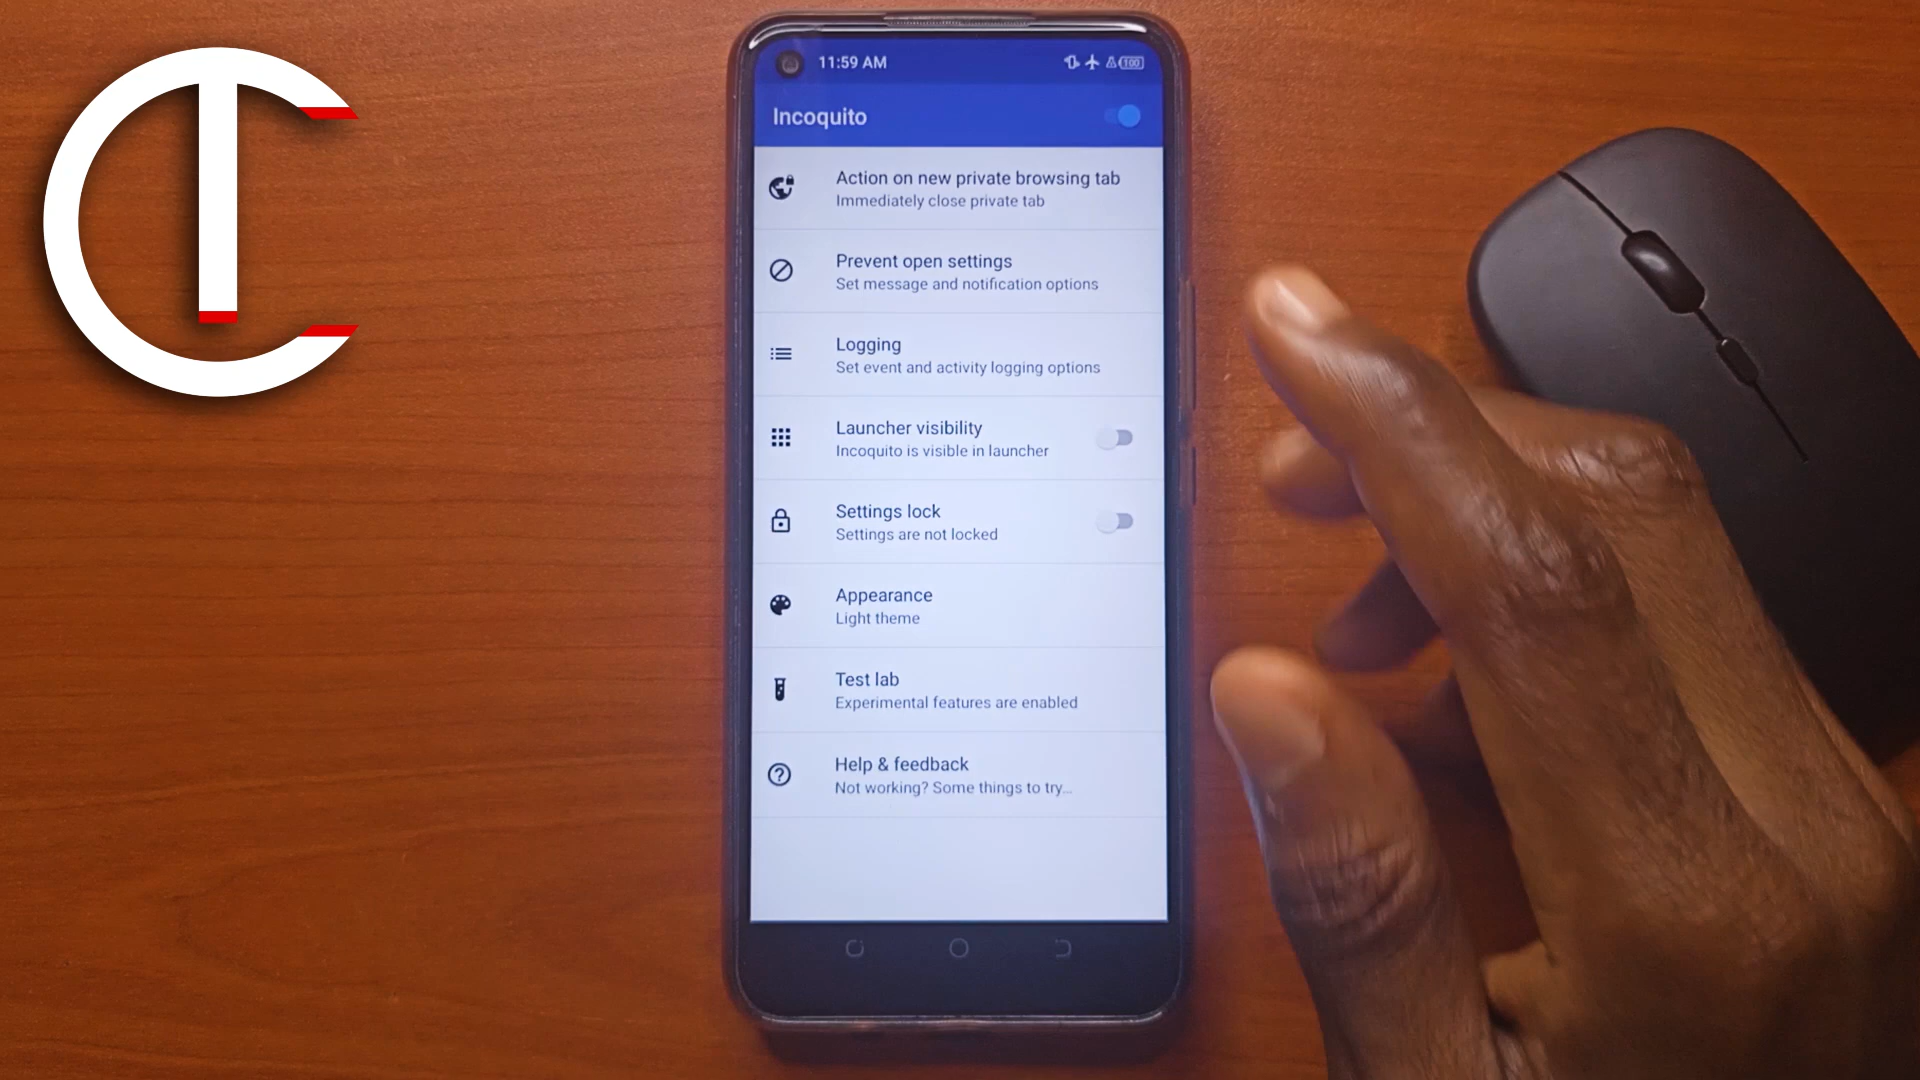 11:59 AM
100
Incoquito
Action on new private browsing tab
Immediately close private tab
Prevent open settings
Set message and notification options
Logging
Set event and activity logging options
Launcher visibility
Incoquito is visible in launcher
Settings lock
Settings are not locked
Appearance
Light theme
Test lab
Experimental features are enabled
Help & feedback
Not working? Some things to try...